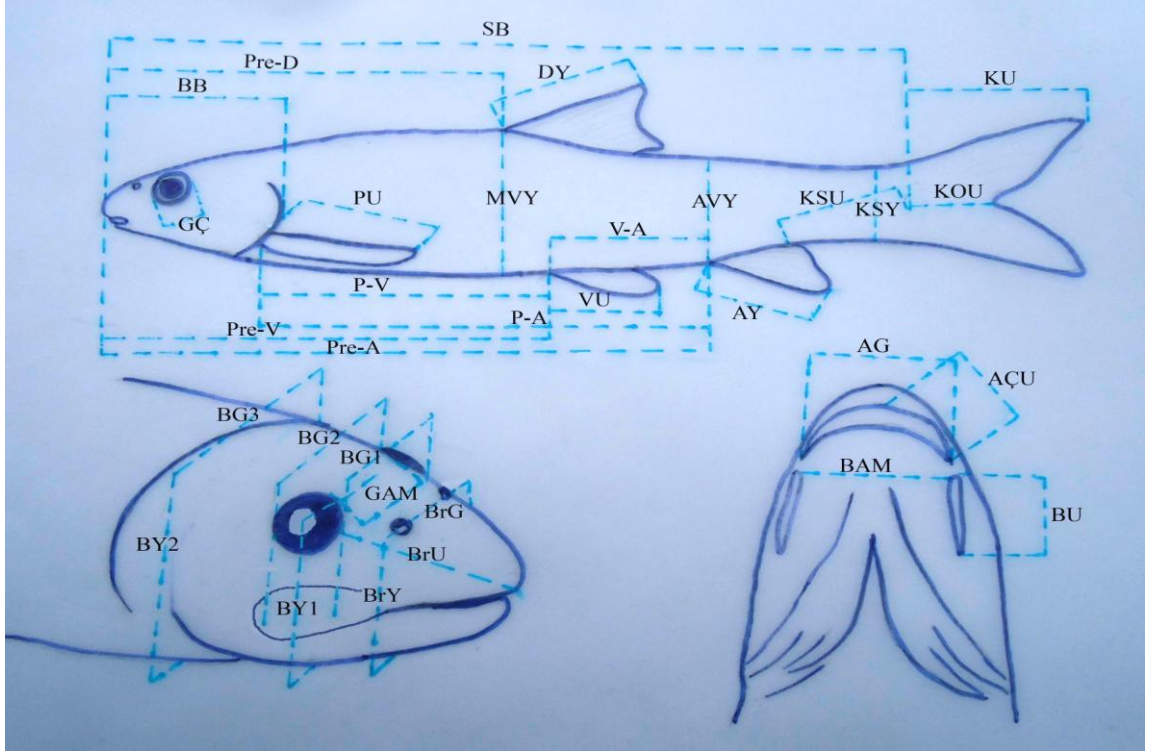 SB
Pre-D
DY
KU
BB
PU
MVY
AVY
KSU
KSY
KOU
GÇ
V-A
P-V
VU
P-A
AY
Pre-V
Pre-A
AG
AÇU
BG3
BG2
BG1
BAM
GAM
BrG
BU
BY2
BrU
BY1
BrY